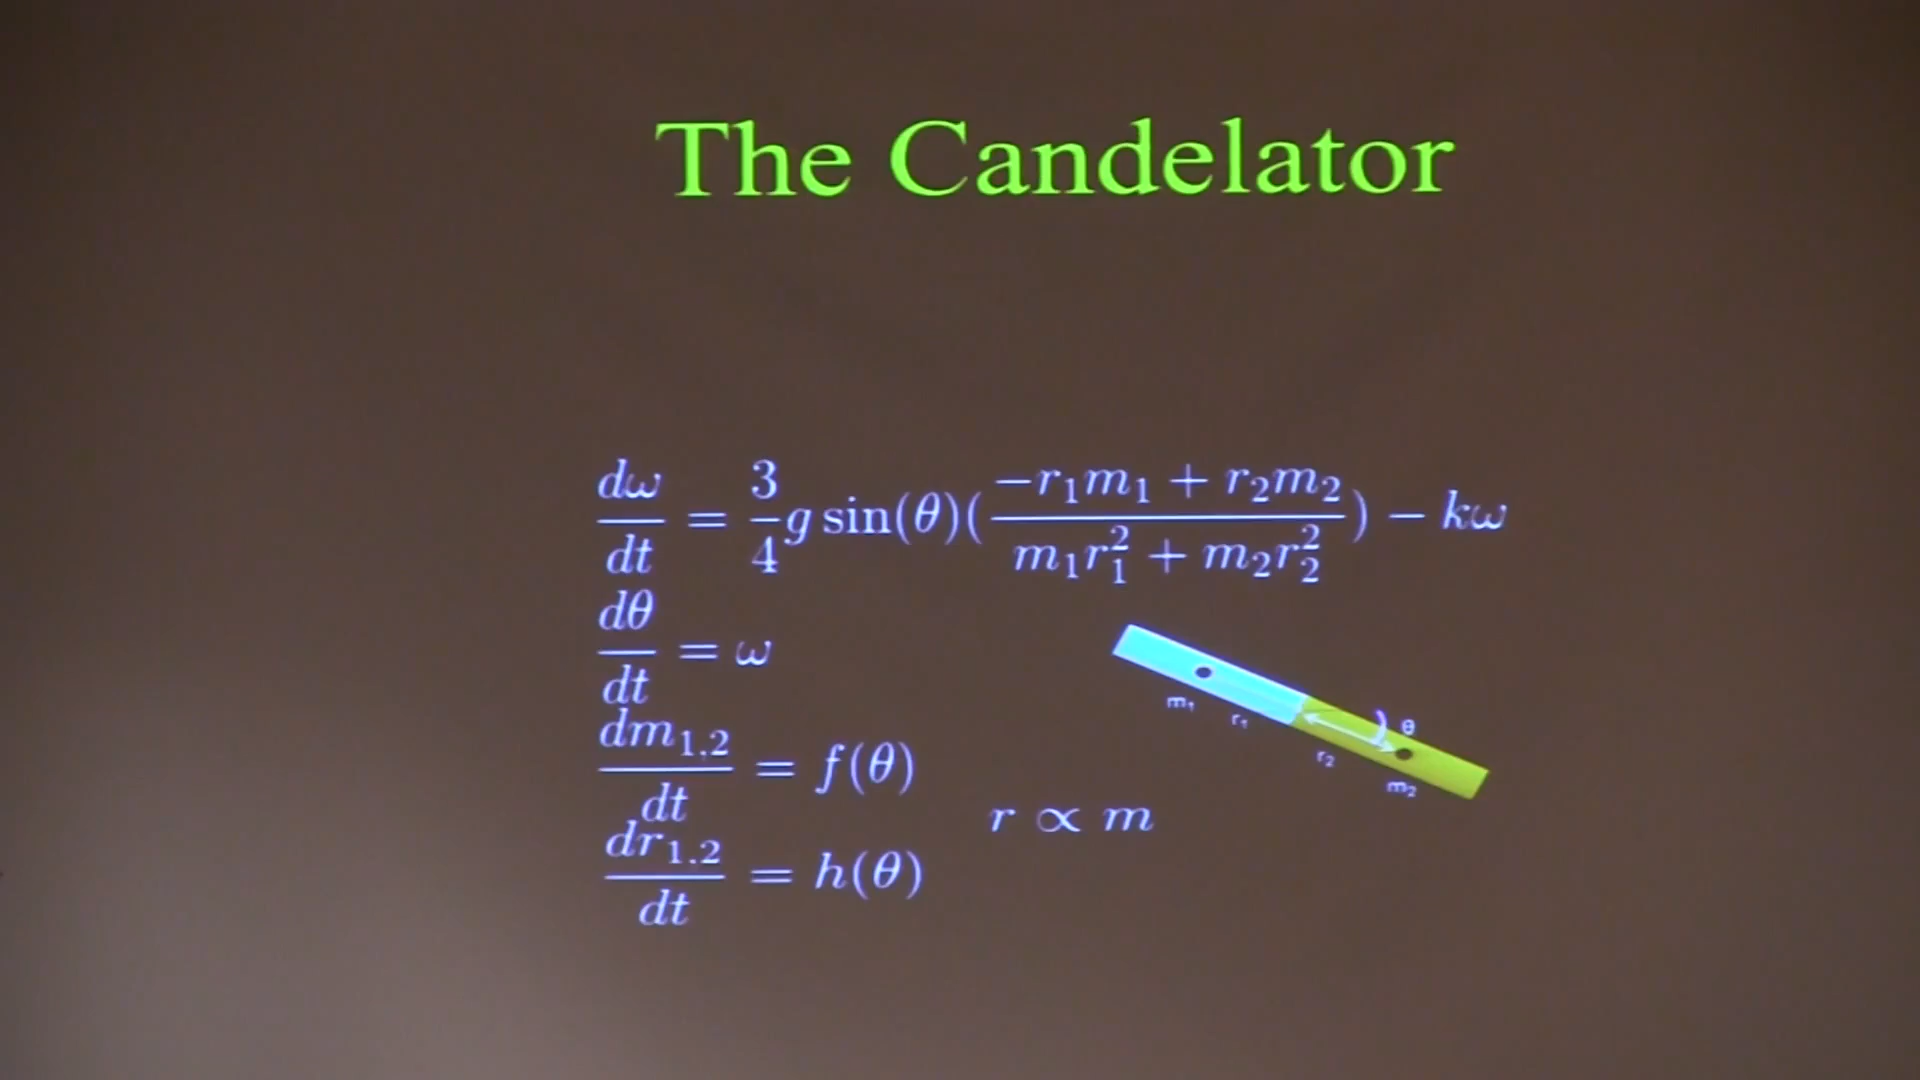 The Candelator
dω/dt = 3/4 g sin(θ)((−r₁m₁ + r₂m₂)/(m₁r₁² + m₂r₂²)) − kω
dθ/dt = ω
dm₁,₂/dt = f(θ)
r ∝ m
dr₁,₂/dt = h(θ)
m₁
r₁
θ
r₂
m₂